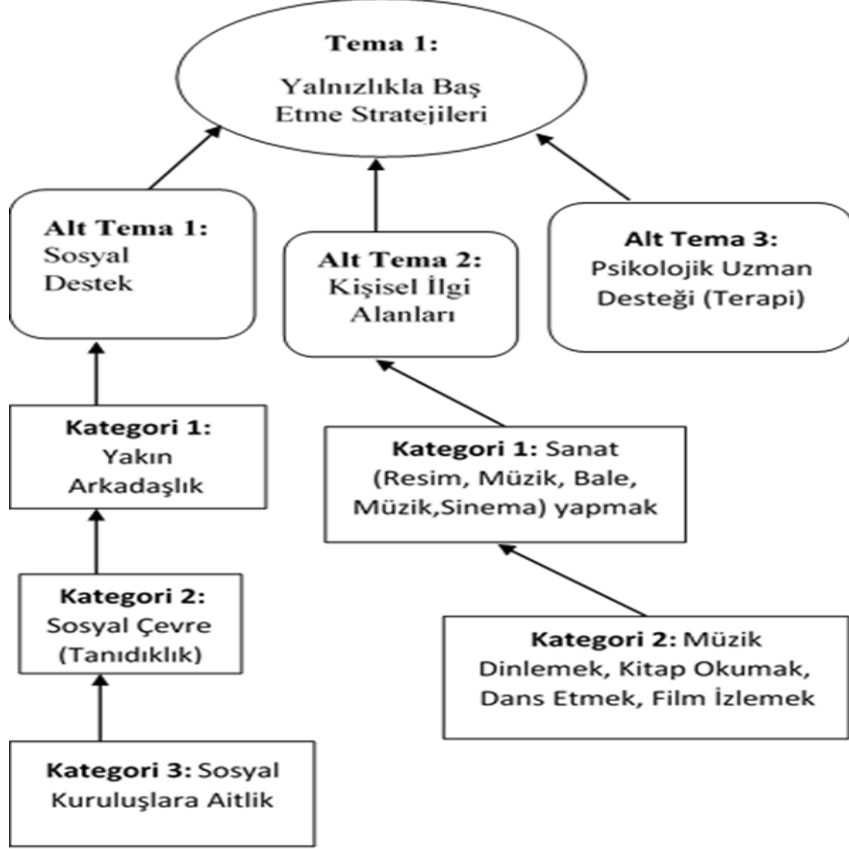 Tema 1:
Yalnızlıkla Baş
Etme Stratejileri
Alt Tema 1:
Sosyal
Destek
Alt Tema 2:
Kişisel İlgi
Alanları
Alt Tema 3:
Psikolojik Uzman
Desteği (Terapi)
Kategori 1:
Yakın
Arkadaşlık
Kategori 1: Sanat
(Resim, Müzik, Bale,
Müzik,Sinema) yapmak
Kategori 2:
Sosyal Çevre
(Tanıdıklık)
Kategori 2: Müzik
Dinlemek, Kitap Okumak,
Dans Etmek, Film İzlemek
Kategori 3: Sosyal
Kuruluşlara Aitlik